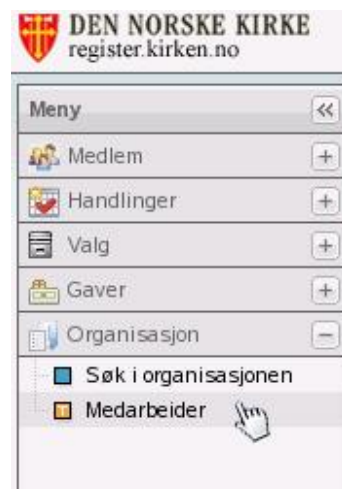 DEN NORSKE KIRKE
register.kirken.no
Meny
Medlem
Handlinger
Valg
Gaver
Organisasjon
Søk i organisasjonen
Medarbeider